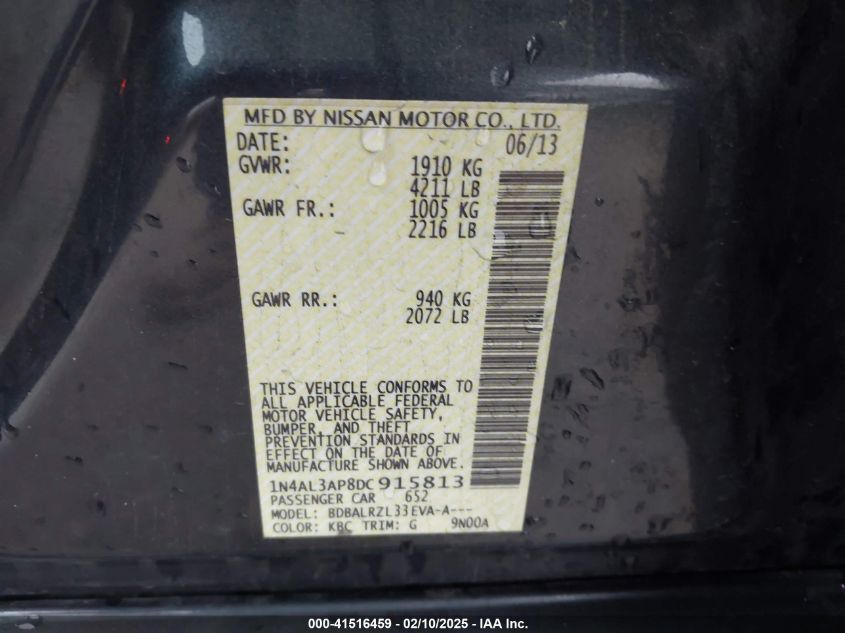 MFD BY NISSAN MOTOR CO., LTD.
DATE: 06/13
GVWR: 1910 KG
4211 LB
GAWR FR.: 1005 KG
2216 LB
GAWR RR.: 940 KG
2072 LB
THIS VEHICLE CONFORMS TO
ALL APPLICABLE FEDERAL
MOTOR VEHICLE SAFETY,
BUMPER, AND THEFT
PREVENTION STANDARDS IN
EFFECT ON THE DATE OF
MANUFACTURE SHOWN ABOVE.
1N4AL3AP8DC915813
PASSENGER CAR 652
MODEL: BDBALRZL33EVA-A---
COLOR: KBC TRIM: G 9N00A
000-41516459 - 02/10/2025 - IAA Inc.